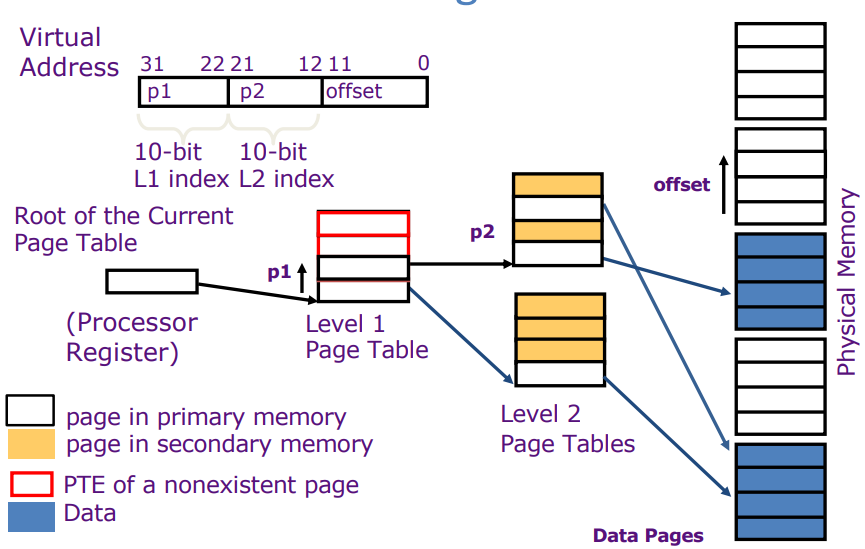 Virtual
Address
31 22 21 12 11 0
p1 p2 offset
10-bit 10-bit
L1 index L2 index
offset
Root of the Current
Page Table
p2
p1
(Processor
Register)
Level 1
Page Table
Physical Memory
Level 2
Page Tables
page in primary memory
page in secondary memory
PTE of a nonexistent page
Data
Data Pages